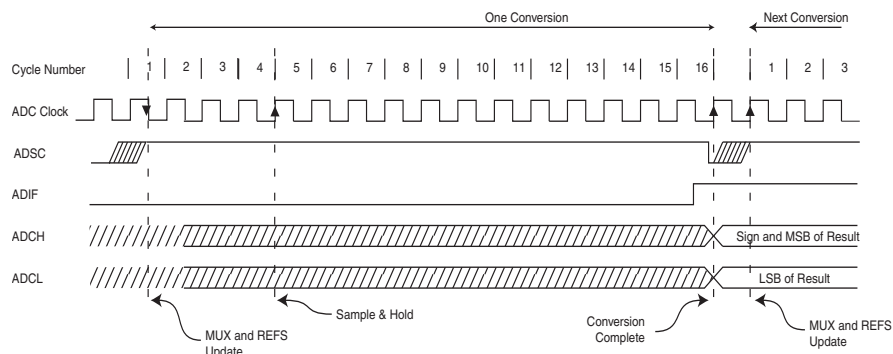 One Conversion
Next Conversion
Cycle Number
1 2 3 4 5 6 7 8 9 10 11 12 13 14 15 16 1 2 3
ADC Clock
ADSC
ADIF
ADCH
Sign and MSB of Result
ADCL
LSB of Result
MUX and REFS
Update
Sample & Hold
Conversion
Complete
MUX and REFS
Update